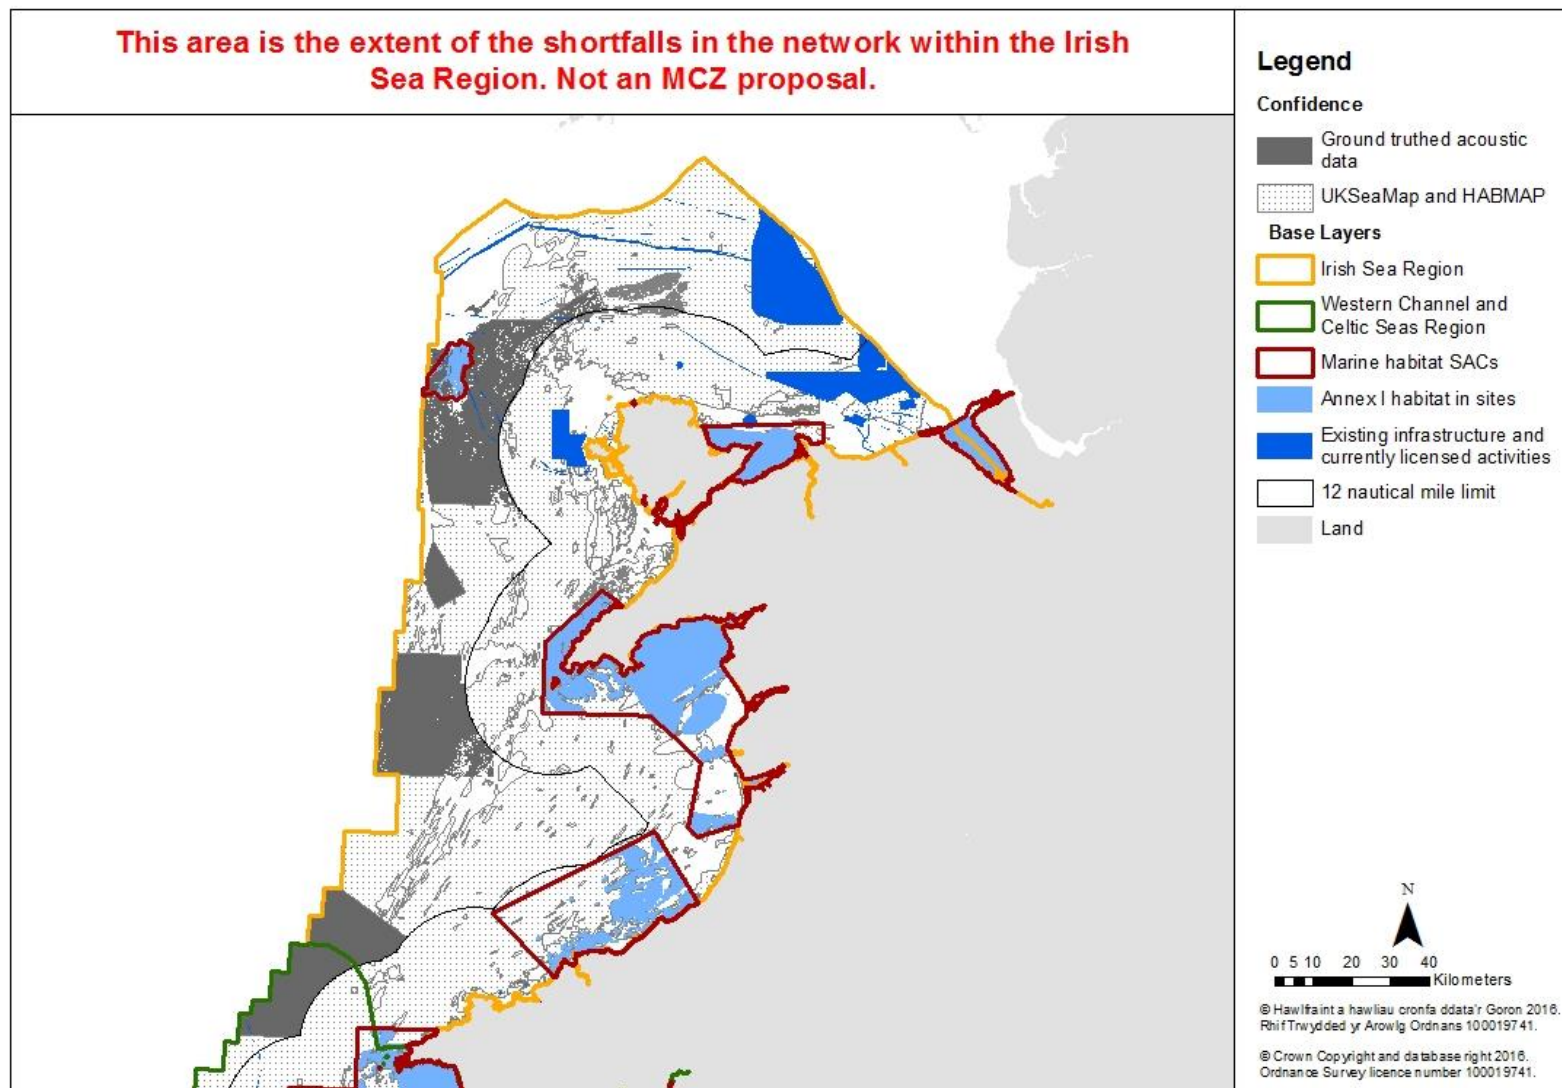 This area is the extent of the shortfalls in the network within the Irish
Sea Region. Not an MCZ proposal.
Legend
Confidence
Ground truthed acoustic
data
UKSeaMap and HABMAP
Base Layers
Irish Sea Region
Western Channel and
Celtic Seas Region
Marine habitat SACs
Annex I habitat in sites
Existing infrastructure and
currently licensed activities
12 nautical mile limit
Land
N
0 5 10 20 30 40
Kilometers
© Hawlfraint a hawliau cronfa ddata'r Goron 2016.
Rhif Trwydded yr Arowlg Ordnans 100019741.
© Crown Copyright and database right 2016.
Ordnance Survey licence number 100019741.